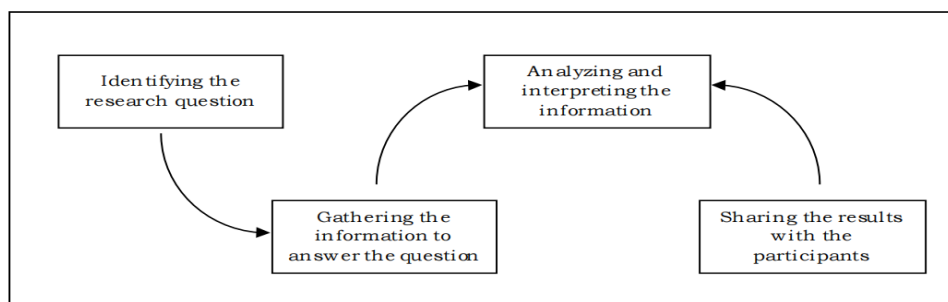 Identifying the
research question
Analyzing and
interpreting the
information
Gathering the
information to
answer the question
Sharing the results
with the
participants